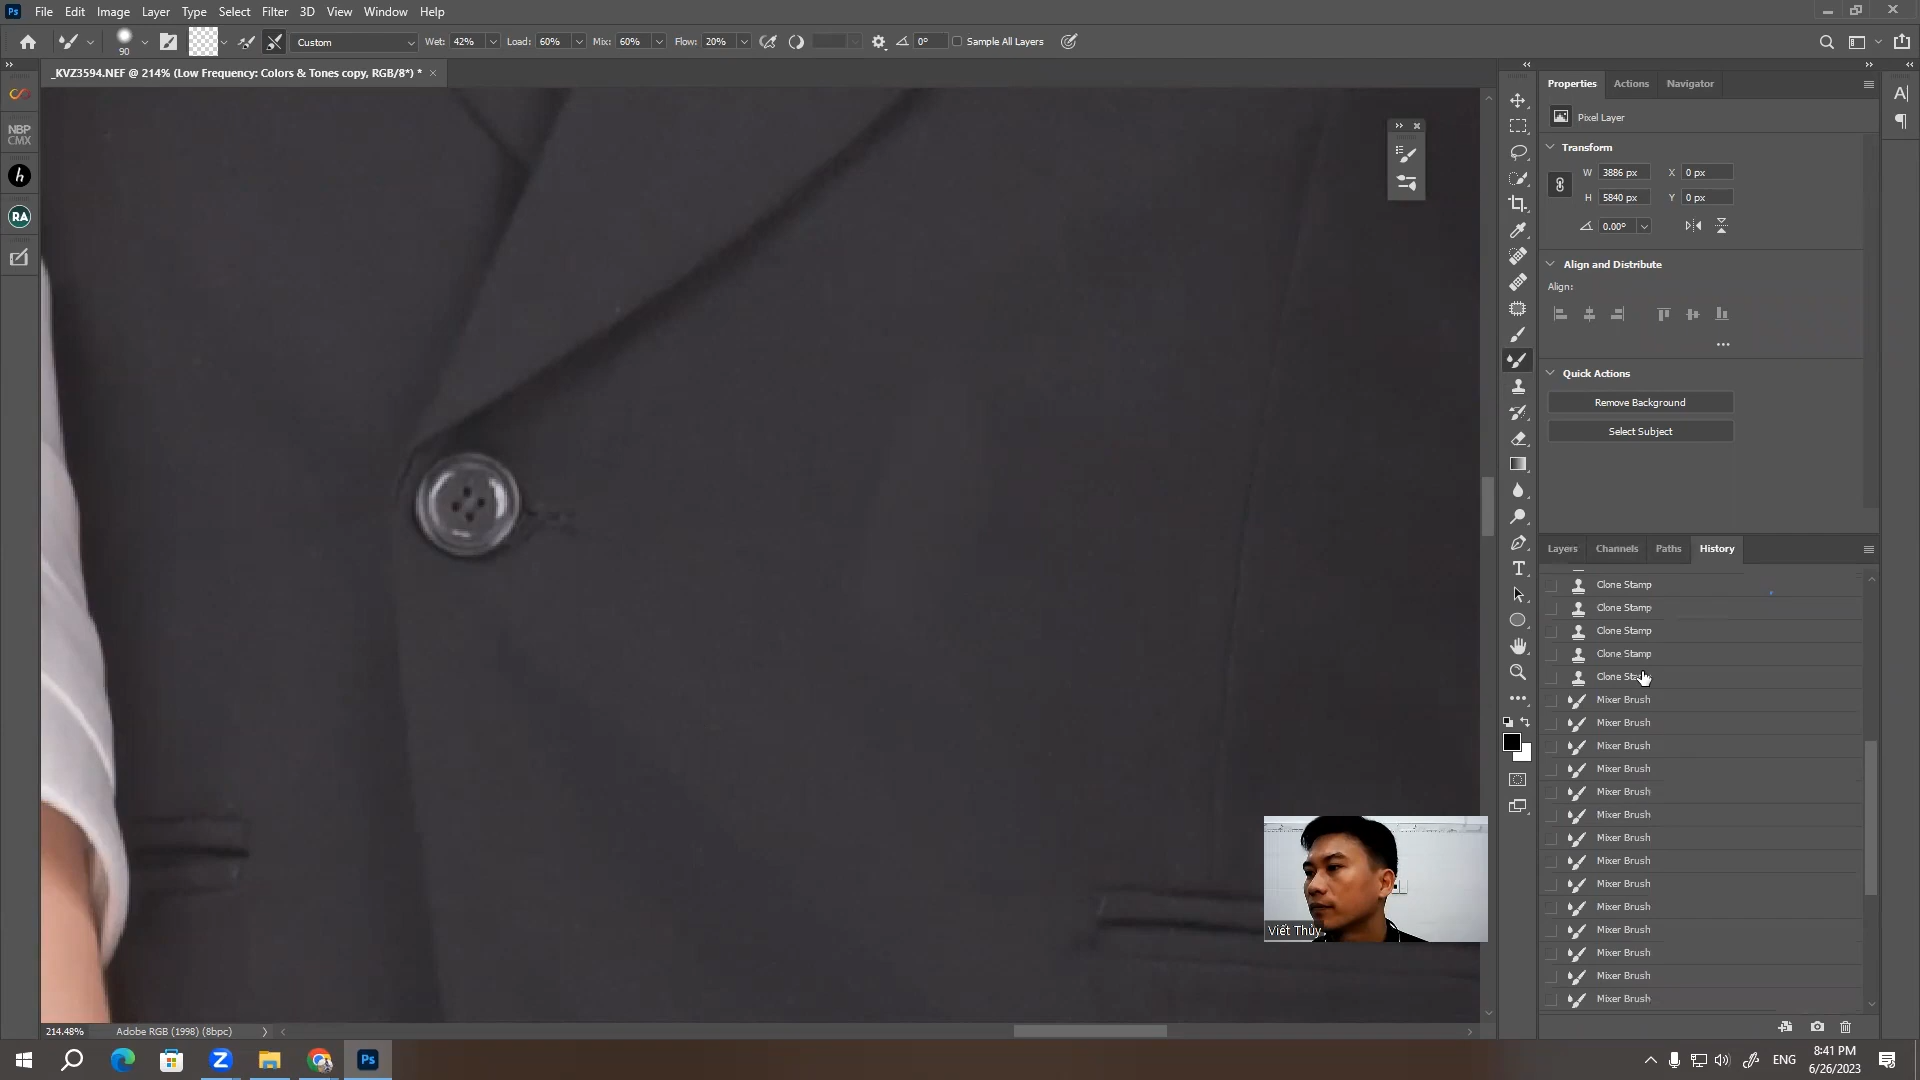 Ps File Edit Image Layer Type Select Filter 3D View Window Help
90 Custom Wet: 42% Load: 60% Mix: 60% Flow: 20% 0° Sample All Layers
_KVZ3594.NEF @ 214% (Low Frequency: Colors & Tones copy, RGB/8*) * ×
NBP
CMX
h
RA
Properties Actions Navigator
Pixel Layer
Transform
W 3886 px X 0 px
H 5840 px Y 0 px
0.00°
Align and Distribute
Align:
Quick Actions
Remove Background
Select Subject
Layers Channels Paths History
Clone Stamp
Clone Stamp
Clone Stamp
Clone Stamp
Clone Stamp
Mixer Brush
Mixer Brush
Mixer Brush
Mixer Brush
Mixer Brush
Mixer Brush
Mixer Brush
Mixer Brush
Mixer Brush
Mixer Brush
Mixer Brush
Mixer Brush
Mixer Brush
Mixer Brush
Viết Thủy
214.48% Adobe RGB (1998) (8bpc)
Z Ps ENG 8:41 PM
6/26/2023